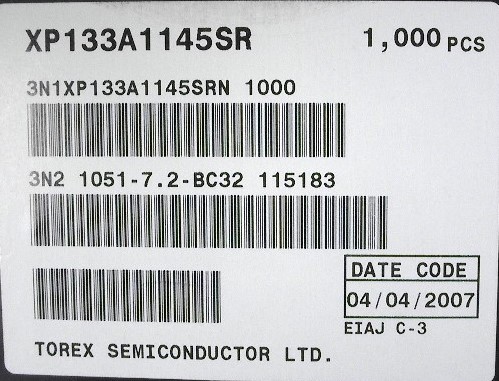 XP133A1145SR 1,000 PCS
3N1XP133A1145SRN 1000
3N2 1051-7.2-BC32 115183
DATE CODE
04/04/2007
EIAJ C-3
TOREX SEMICONDUCTOR LTD.